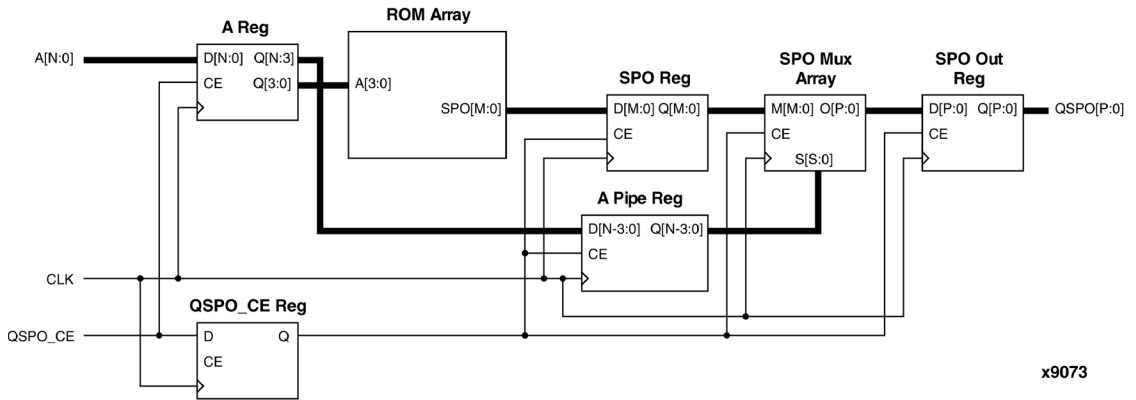 ROM Array
A Reg
A[N:0]
D[N:0] Q[N:3]
CE
Q[3:0]
A[3:0]
SPO[M:0]
SPO Reg
D[M:0] Q[M:0]
CE
SPO Mux
Array
M[M:0] O[P:0]
CE
S[S:0]
SPO Out
Reg
D[P:0] Q[P:0]
CE
QSPO[P:0]
A Pipe Reg
D[N-3:0] Q[N-3:0]
CE
CLK
QSPO_CE Reg
QSPO_CE
D Q
CE
x9073